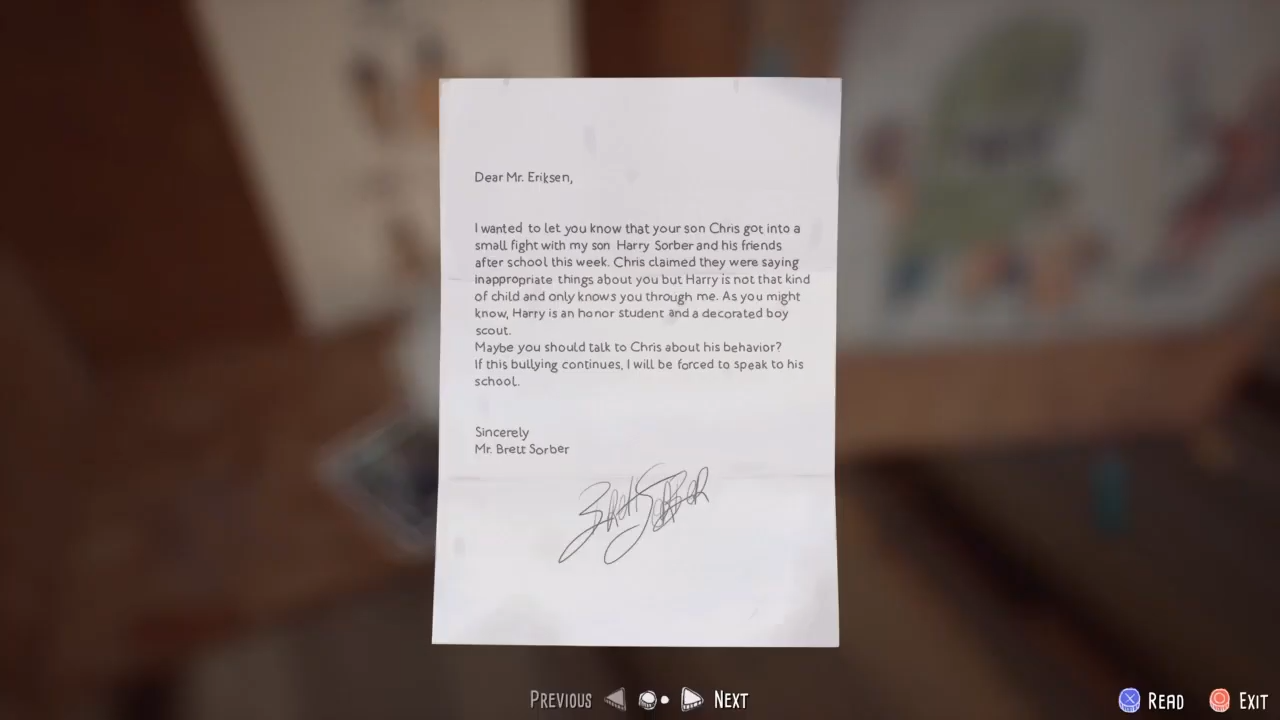 Dear Mr. Eriksen,
I wanted to let you know that your son Chris got into a
small fight with my son Harry Sorber and his friends
after school this week. Chris claimed they were saying
inappropriate things about you but Harry is not that kind
of child and only knows you through me. As you might
know, Harry is an honor student and a decorated boy
scout.
Maybe you should talk to Chris about his behavior?
If this bullying continues, I will be forced to speak to his
school.
Sincerely
Mr. Brett Sorber
Brett Sorber
Previous Next
Read Exit